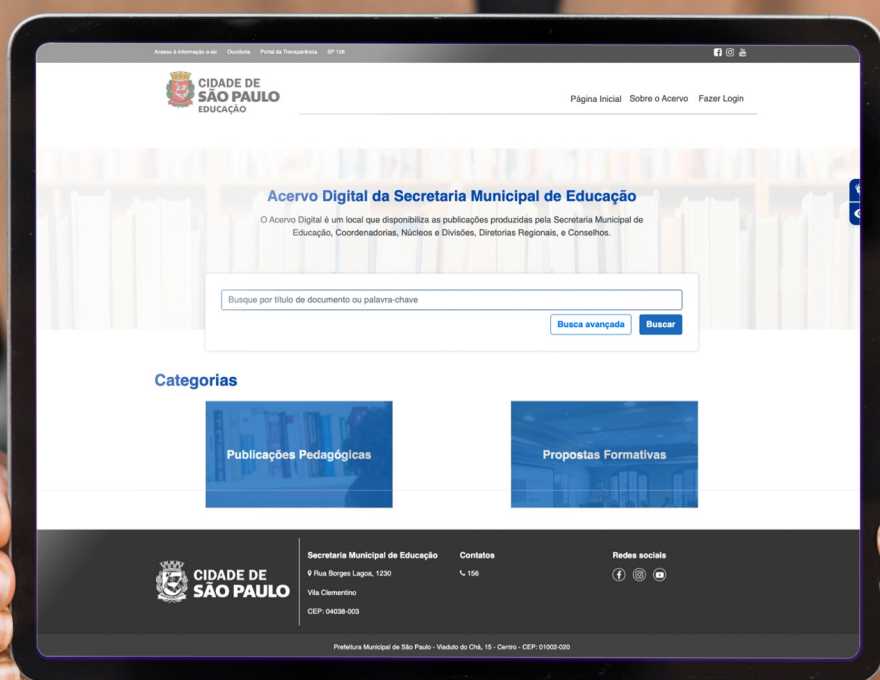 Acesso à informação e-sic Ouvidoria Portal da Transparência SP 156
CIDADE DE
SÃO PAULO
EDUCAÇÃO
Página Inicial Sobre o Acervo Fazer Login
Acervo Digital da Secretaria Municipal de Educação
O Acervo Digital é um local que disponibiliza as publicações produzidas pela Secretaria Municipal de
Educação, Coordenadorias, Núcleos e Divisões, Diretorias Regionais, e Conselhos.
Busque por título de documento ou palavra-chave
Busca avançada Buscar
Categorias
Publicações Pedagógicas
Propostas Formativas
CIDADE DE
SÃO PAULO
Secretaria Municipal de Educação
Rua Borges Lagoa, 1230
Vila Clementino
CEP: 04038-003
Contatos
156
Redes sociais
Prefeitura Municipal de São Paulo - Viaduto do Chá, 15 - Centro - CEP: 01002-020